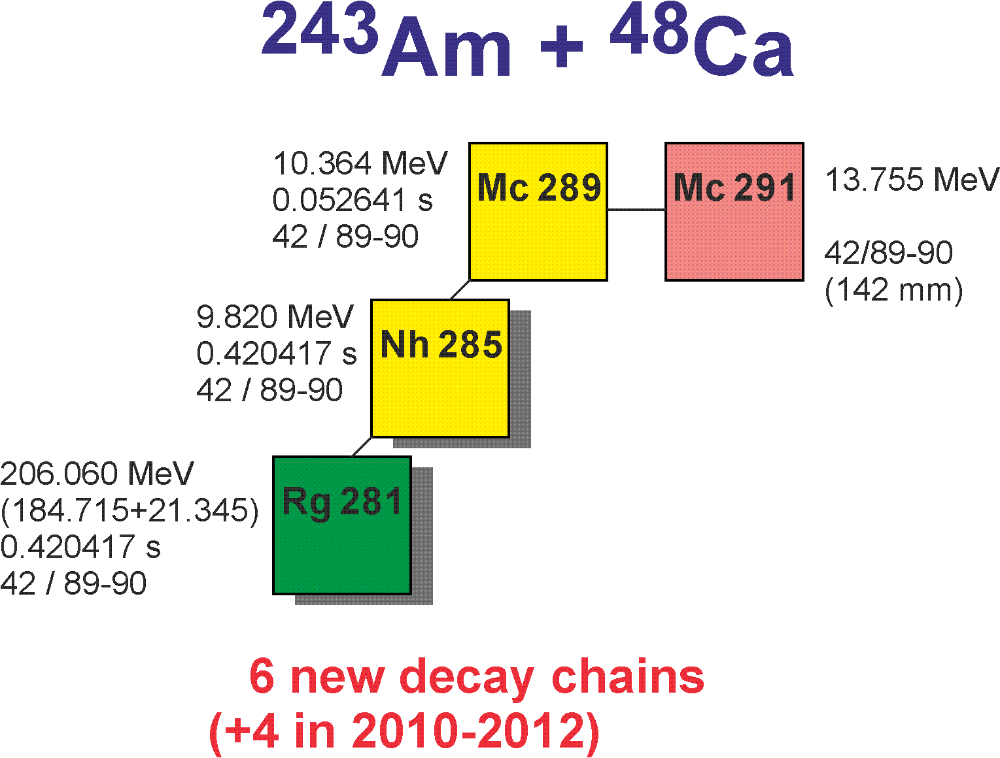 ²⁴³Am + ⁴⁸Ca
10.364 MeV
0.052641 s
42 / 89-90
Mc 289
Mc 291
13.755 MeV
42/89-90
(142 mm)
9.820 MeV
0.420417 s
42 / 89-90
Nh 285
206.060 MeV
(184.715+21.345)
0.420417 s
42 / 89-90
Rg 281
6 new decay chains
(+4 in 2010-2012)